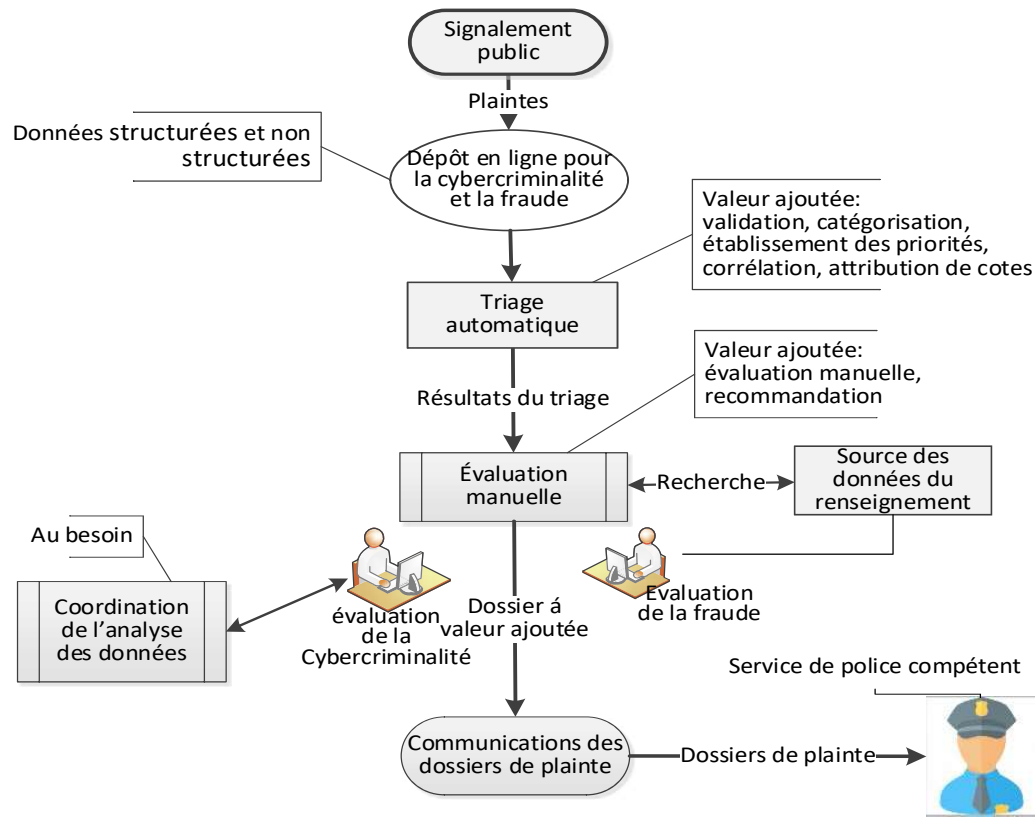 Signalement
public
Plaintes
Données structurées et non
structurées
Dépôt en ligne pour
la cybercriminalité
et la fraude
Valeur ajoutée:
validation, catégorisation,
établissement des priorités,
corrélation, attribution de cotes
Triage
automatique
Valeur ajoutée:
évaluation manuelle,
recommandation
Résultats du triage
Évaluation
manuelle
Recherche
Source des
données du
renseignement
Au besoin
Coordination
de l'analyse
des données
évaluation
de la
Cybercriminalité
Dossier á
valeur ajoutée
Evaluation
de la fraude
Service de police compétent
Communications des
dossiers de plainte
Dossiers de plainte